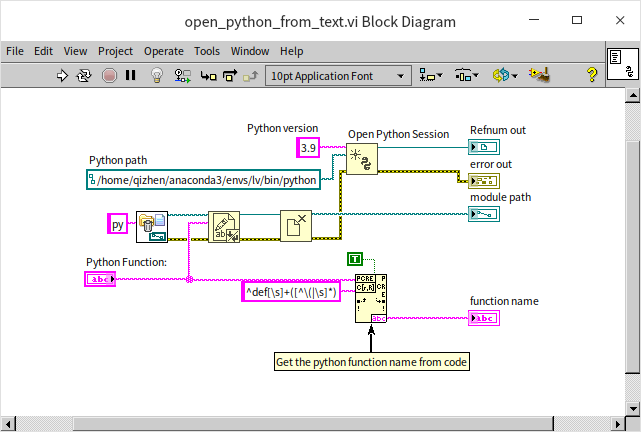 open_python_from_text.vi Block Diagram
File Edit View Project Operate Tools Window Help
10pt Application Font
Python version
3.9
Open Python Session
Refnum out
error out
module path
Python path
/home/qizhen/anaconda3/envs/lv/bin/python
py
ab
Python Function:
abc
T
^def[\s]+([^\(|\s]*)
PCRE
abc
function name
abc
Get the python function name from code